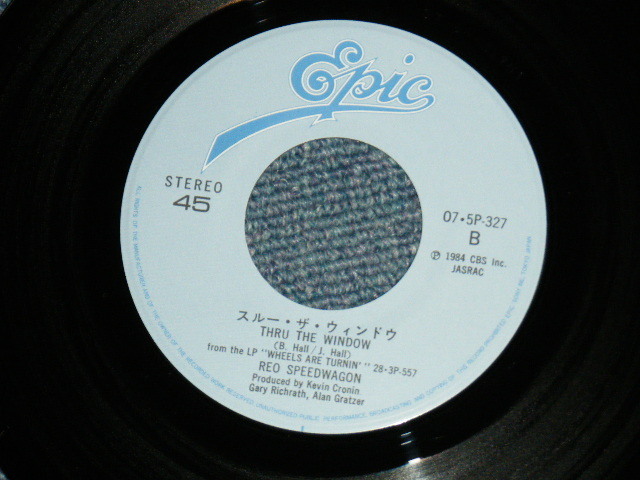 Epic
STEREO
45
07・5P-327
B
Ⓟ 1984 CBS Inc.
JASRAC
スルー・ザ・ウィンドウ
THRU THE WINDOW
(B. Hall / J. Hall)
from the LP "WHEELS ARE TURNIN'" 28-3P-557
REO SPEEDWAGON
Produced by Kevin Cronin
Gary Richrath, Alan Gratzer